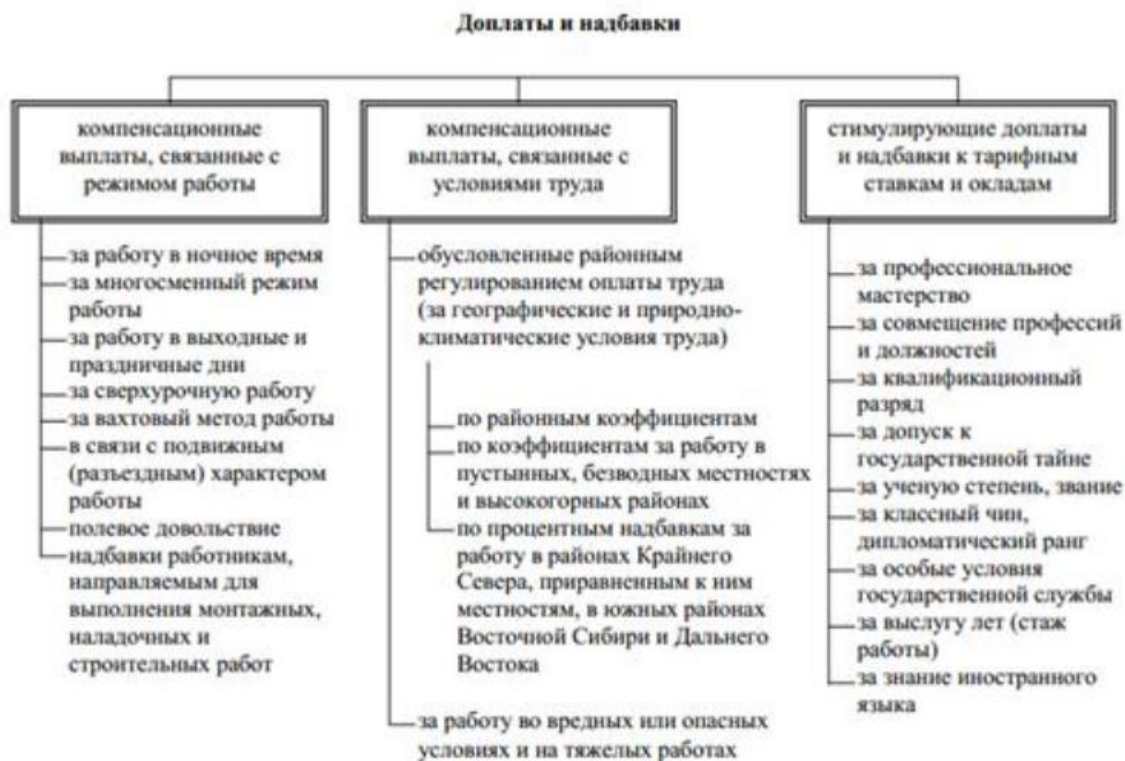 Доплаты и надбавки
компенсационные
выплаты, связанные с
режимом работы
за работу в ночное время
за многосменный режим
работы
за работу в выходные и
праздничные дни
за сверхурочную работу
за вахтовый метод работы
в связи с подвижным
(разъездным) характером
работы
полевое довольствие
надбавки работникам,
направляемым для
выполнения монтажных,
наладочных и
строительных работ
компенсационные
выплаты, связанные с
условиями труда
обусловленные районным
регулированием оплаты труда
(за географические и природно-
климатические условия труда)
по районным коэффициентам
по коэффициентам за работу в
пустынных, безводных местностях
и высокогорных районах
по процентным надбавкам за
работу в районах Крайнего
Севера, приравненным к ним
местностям, в южных районах
Восточной Сибири и Дальнего
Востока
за работу во вредных или опасных
условиях и на тяжелых работах
стимулирующие доплаты
и надбавки к тарифным
ставкам и окладам
за профессиональное
мастерство
за совмещение профессий
и должностей
за квалификационный
разряд
за допуск к
государственной тайне
за ученую степень, звание
за классный чин,
дипломатический ранг
за особые условия
государственной службы
за выслугу лет (стаж
работы)
за знание иностранного
языка